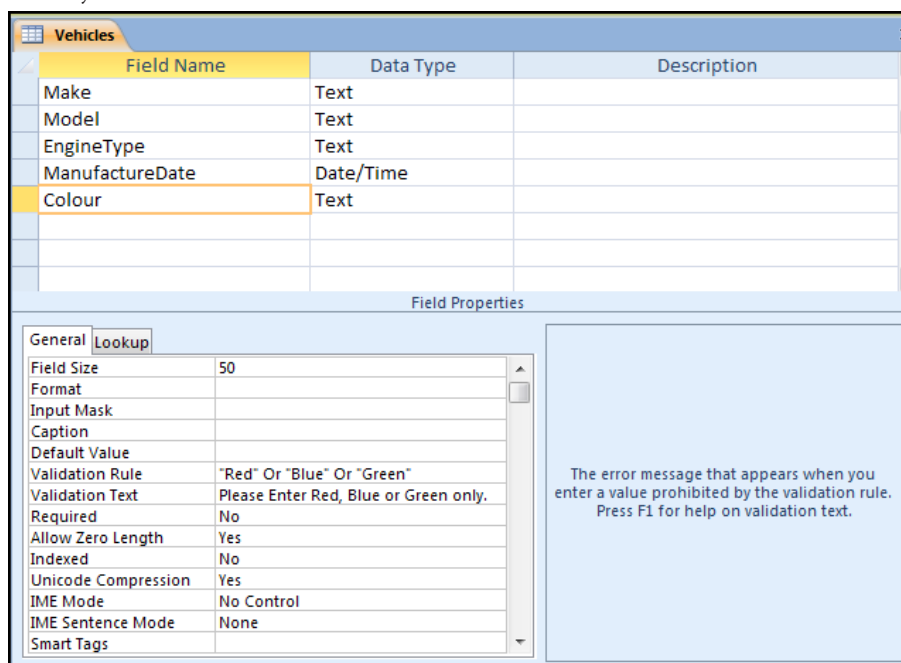 Vehicles
Field Name Data Type Description
Make Text
Model Text
EngineType Text
ManufactureDate Date/Time
Colour Text
Field Properties
General Lookup
Field Size 50
Format
Input Mask
Caption
Default Value
Validation Rule "Red" Or "Blue" Or "Green"
Validation Text Please Enter Red, Blue or Green only.
Required No
Allow Zero Length Yes
Indexed No
Unicode Compression Yes
IME Mode No Control
IME Sentence Mode None
Smart Tags
The error message that appears when you
enter a value prohibited by the validation rule.
Press F1 for help on validation text.